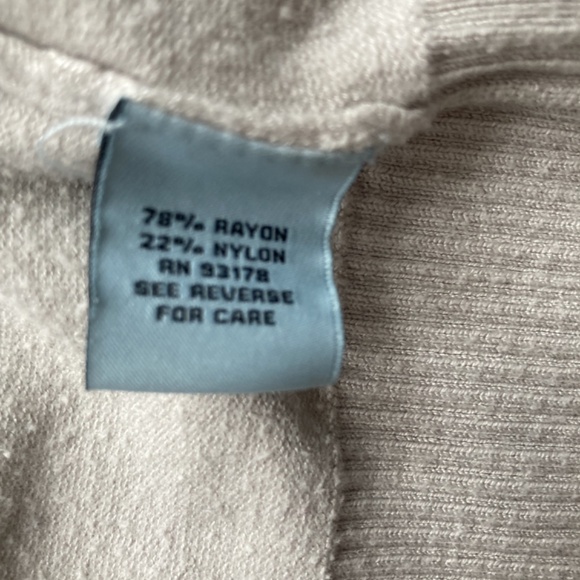 78% RAYON
22% NYLON
RN 93178
SEE REVERSE
FOR CARE